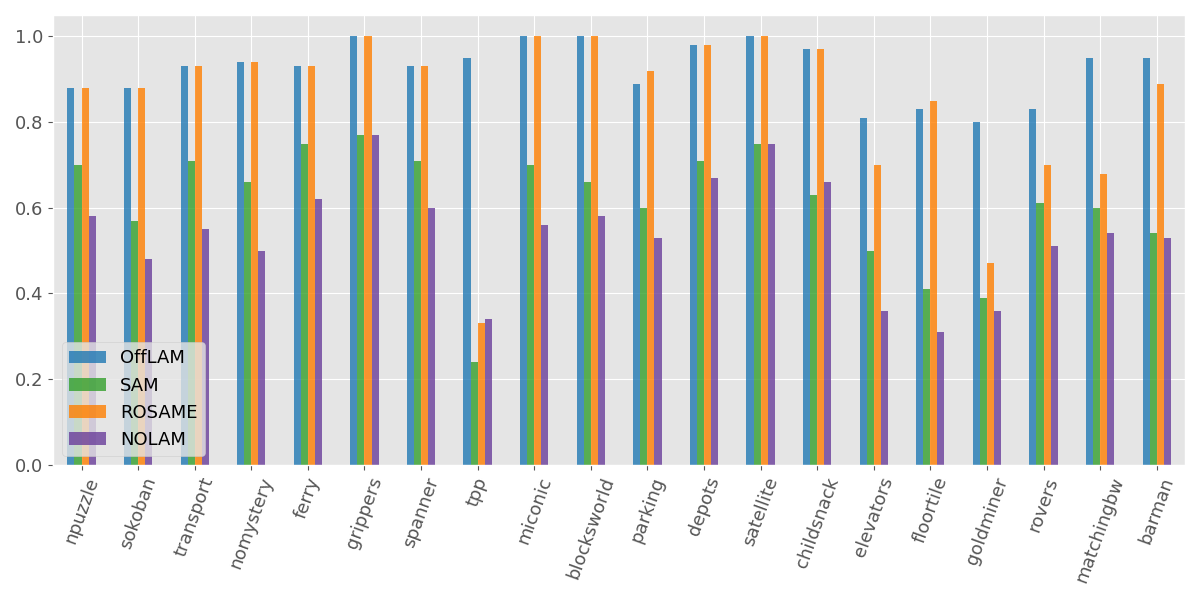 1.0
0.8
0.6
0.4
0.2
0.0
OffLAM
SAM
ROSAME
NOLAM
npuzzle
sokoban
transport
nomystery
ferry
grippers
spanner
tpp
miconic
blocksworld
parking
depots
satellite
childsnack
elevators
floortile
goldminer
rovers
matchingbw
barman